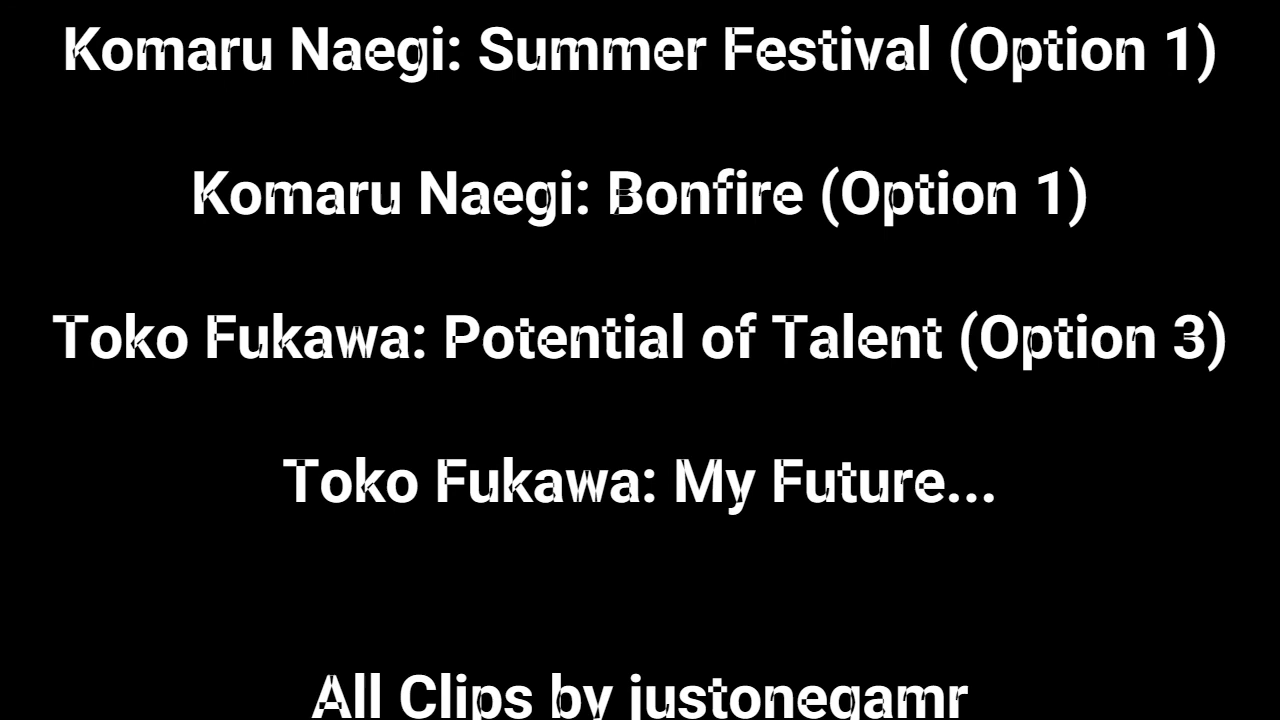 Komaru Naegi: Summer Festival (Option 1)
Komaru Naegi: Bonfire (Option 1)
Toko Fukawa: Potential of Talent (Option 3)
Toko Fukawa: My Future...
All Clips by justonegamr